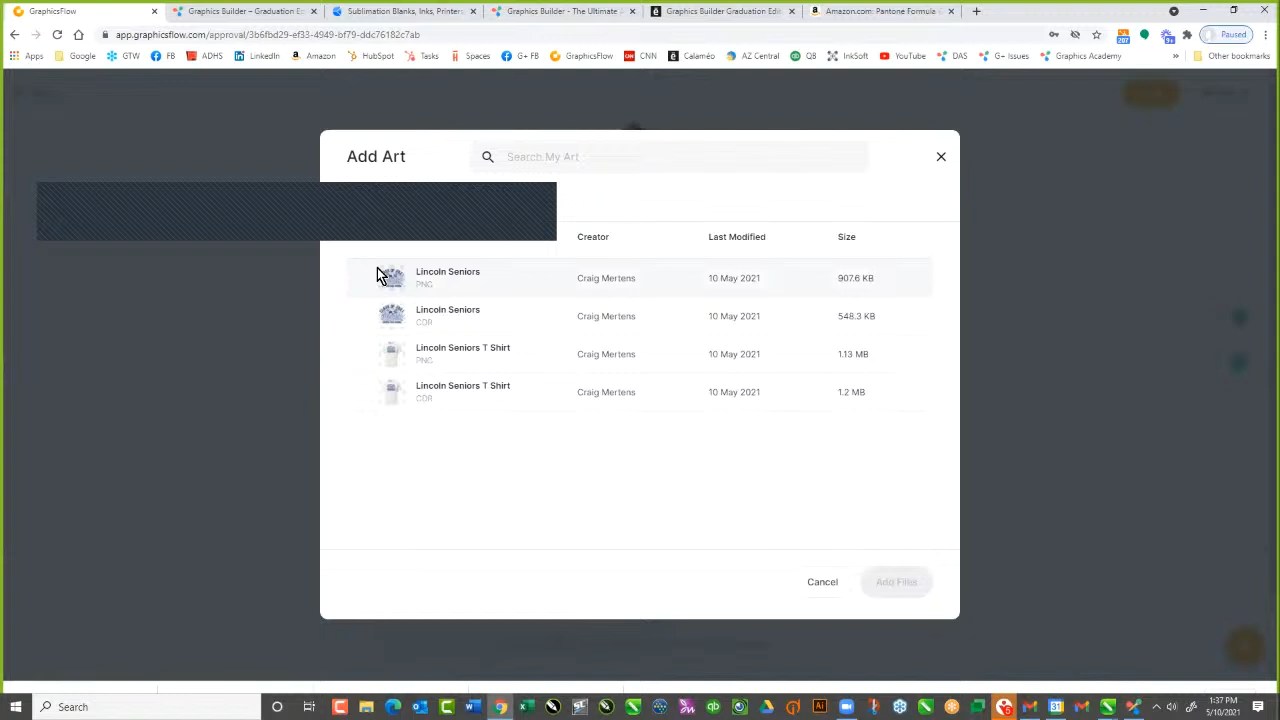 GraphicsFlow
Graphics Builder – Graduation Ed
Sublimation Blanks, Inks, Printers
Graphics Builder - The Ultimate
Graphics Builder Graduation Edit
Amazon.com: Pantone Formula
app.graphicsflow.com/approval/3b6fbd29-ef33-4949-bf79-ddc76182c7ab
Paused
Apps
Google
GTW
FB
ADHS
LinkedIn
Amazon
HubSpot
Tasks
Spaces
G+ FB
GraphicsFlow
CNN
Calaméo
AZ Central
QB
InkSoft
YouTube
DAS
G+ Issues
Graphics Academy
Other bookmarks
Add Art
Search My Art
Creator Last Modified Size
Lincoln Seniors Craig Mertens 10 May 2021 907.6 KB
PNG
Lincoln Seniors Craig Mertens 10 May 2021 548.3 KB
CDR
Lincoln Seniors T Shirt Craig Mertens 10 May 2021 1.13 MB
PNG
Lincoln Seniors T Shirt Craig Mertens 10 May 2021 1.2 MB
CDR
Cancel Add Files
Search
1:37 PM
5/10/2021